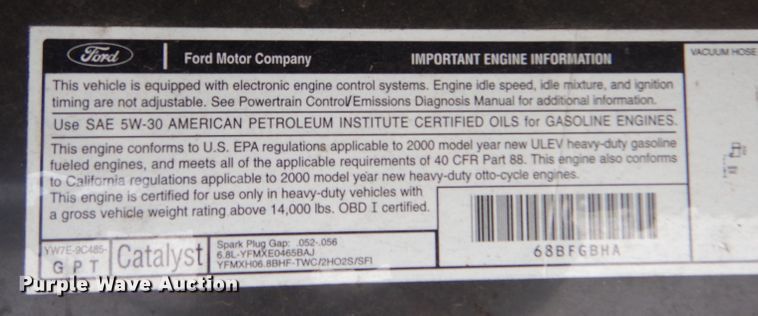 Ford
Ford Motor Company
IMPORTANT ENGINE INFORMATION
VACUUM HOSE
This vehicle is equipped with electronic engine control systems. Engine idle speed, idle mixture, and ignition
timing are not adjustable. See Powertrain Control/Emissions Diagnosis Manual for additional information.
Use SAE 5W-30 AMERICAN PETROLEUM INSTITUTE CERTIFIED OILS for GASOLINE ENGINES.
This engine conforms to U.S. EPA regulations applicable to 2000 model year new ULEV heavy-duty gasoline
fueled engines, and meets all of the applicable requirements of 40 CFR Part 88. This engine also conforms
to California regulations applicable to 2000 model year new heavy-duty otto-cycle engines.
This engine is certified for use only in heavy-duty vehicles with
a gross vehicle weight rating above 14,000 lbs. OBD I certified.
68BFGBHA
YW7E-9C485-
G P T
Catalyst
Spark Plug Gap: .052-.056
6.8L-YFMXE0465BAJ
YFMXH06.8BHF-TWC/2HO2S/SFI
Purple Wave Auction